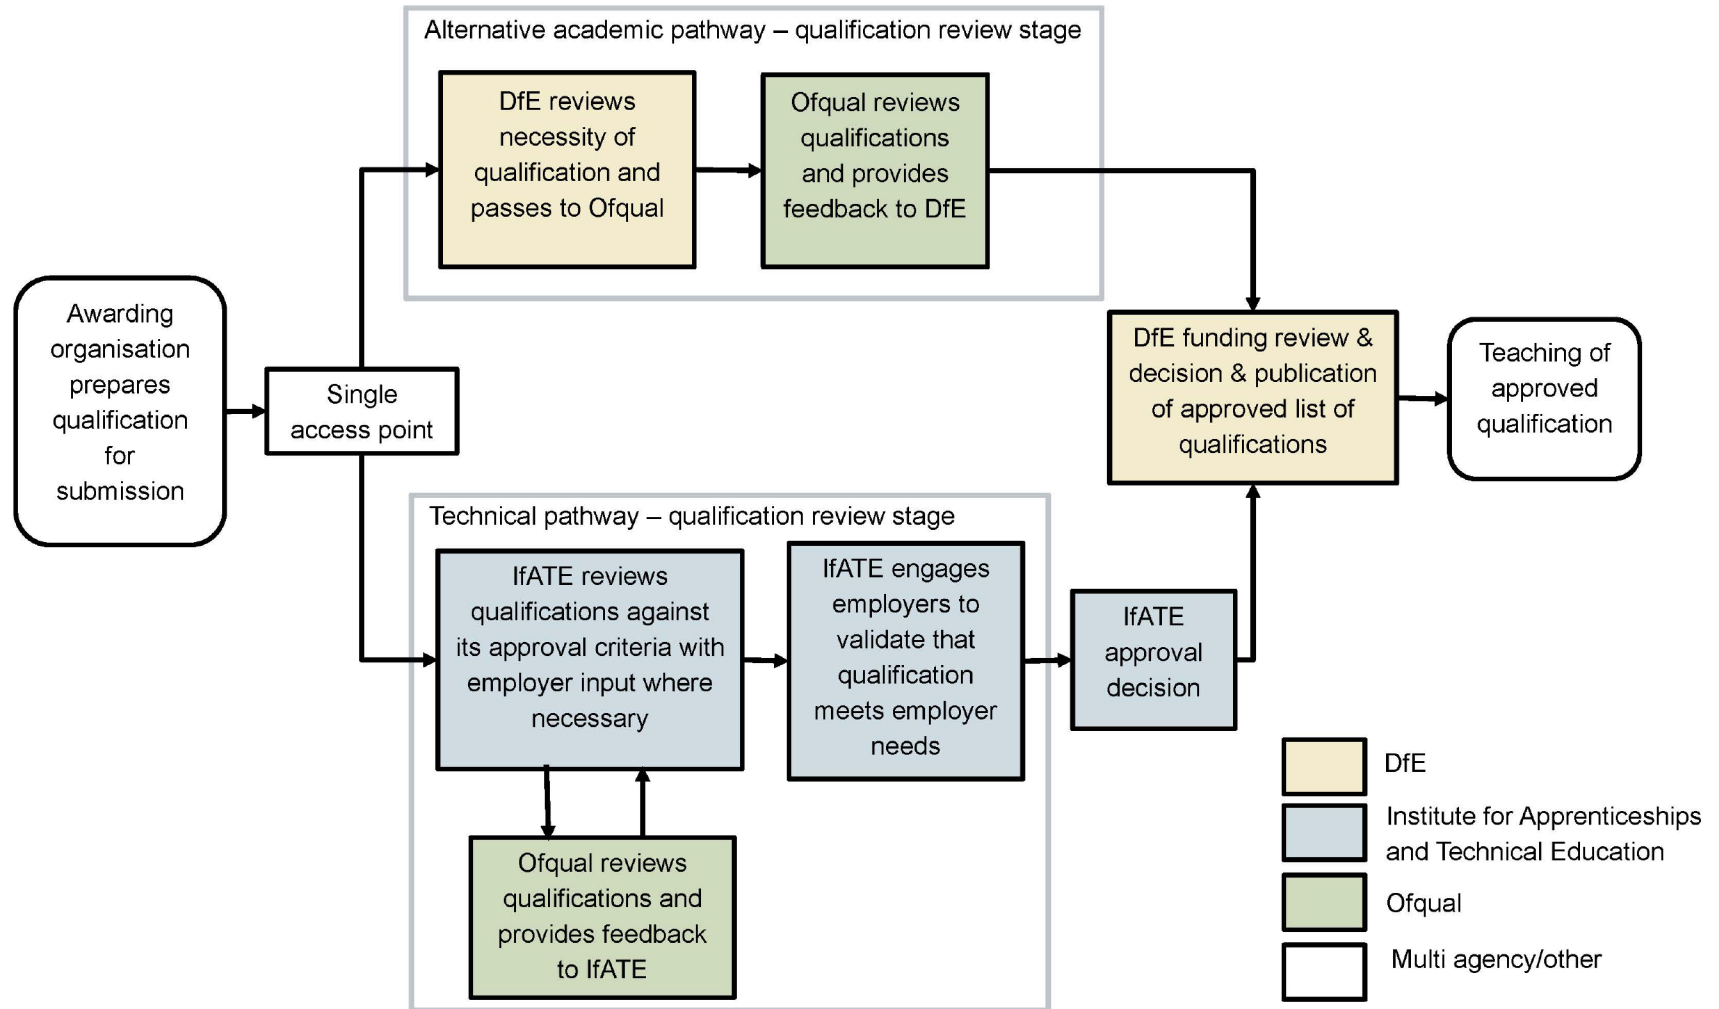 Alternative academic pathway – qualification review stage
DfE reviews
necessity of
qualification and
passes to Ofqual
Ofqual reviews
qualifications
and provides
feedback to DfE
Awarding
organisation
prepares
qualification
for
submission
Single
access point
DfE funding review &
decision & publication
of approved list of
qualifications
Teaching of
approved
qualification
Technical pathway – qualification review stage
IfATE reviews
qualifications against
its approval criteria with
employer input where
necessary
IfATE engages
employers to
validate that
qualification
meets employer
needs
IfATE
approval
decision
Ofqual reviews
qualifications and
provides feedback
to IfATE
DfE
Institute for Apprenticeships
and Technical Education
Ofqual
Multi agency/other